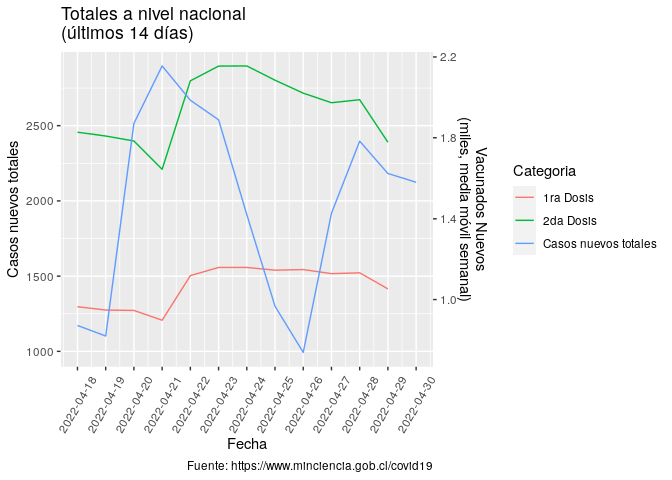 Totales a nivel nacional
(últimos 14 días)
Casos nuevos totales
2500
2000
1500
1000
2.2
1.8
1.4
1.0
Vacunados Nuevos
(miles, media móvil semanal)
2022-04-18
2022-04-19
2022-04-20
2022-04-21
2022-04-22
2022-04-23
2022-04-24
2022-04-25
2022-04-26
2022-04-27
2022-04-28
2022-04-29
2022-04-30
Fecha
Categoria
1ra Dosis
2da Dosis
Casos nuevos totales
Fuente: https://www.minciencia.gob.cl/covid19